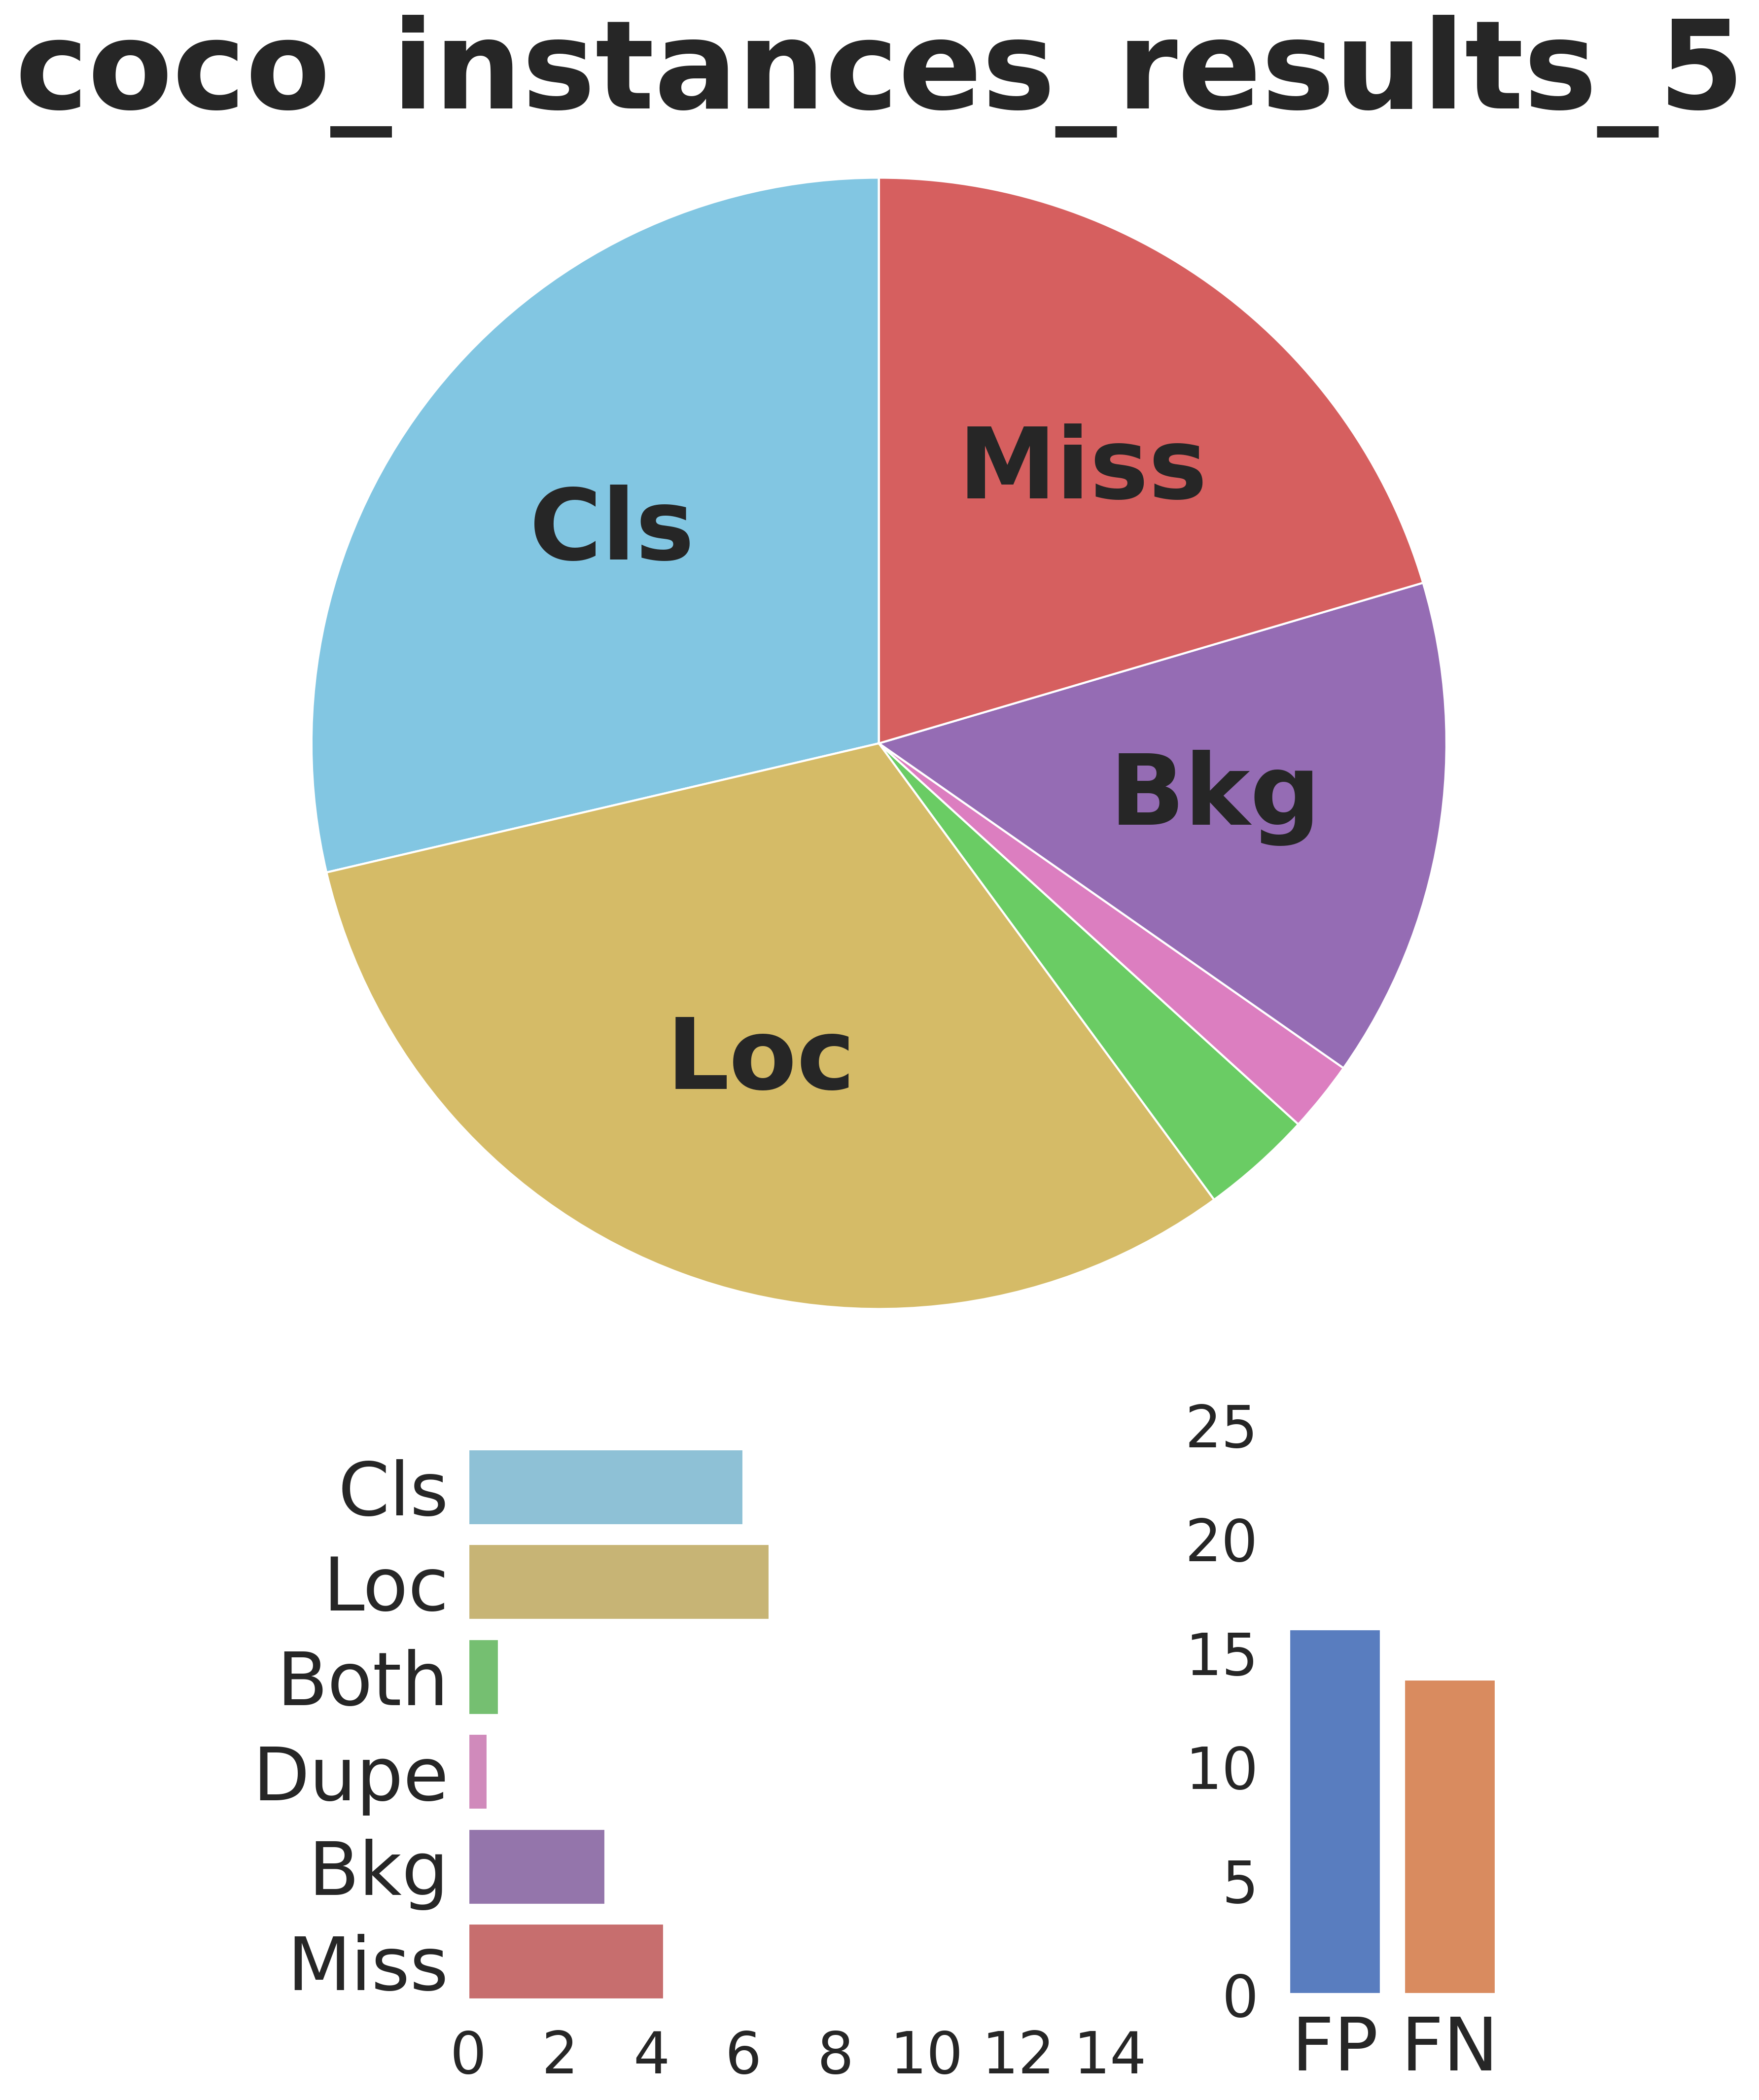 coco_instances_results_5
Miss
Cls
Bkg
Loc
Cls
Loc
Both
Dupe
Bkg
Miss
0 2 4 6 8 10 12 14
25
20
15
10
5
0
FP FN